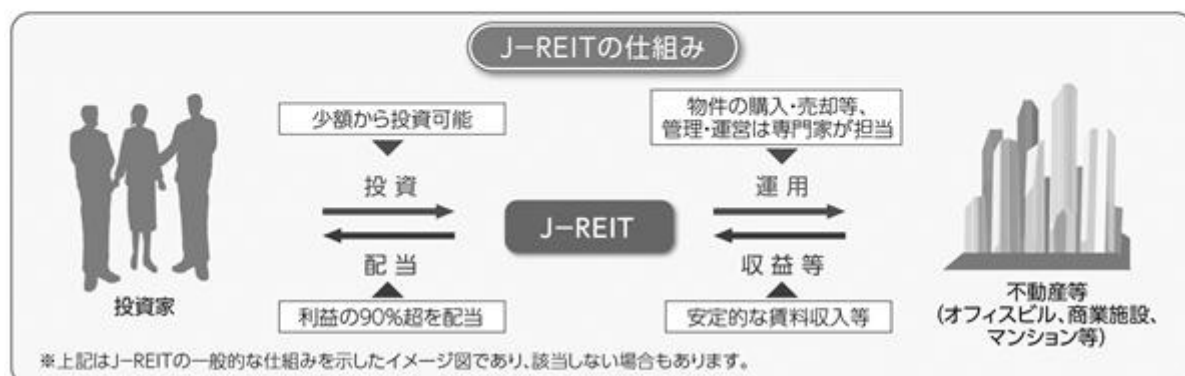 J−REITの仕組み
少額から投資可能
物件の購入・売却等、
管理・運営は専門家が担当
投資
運用
J−REIT
配当
収益等
利益の90%超を配当
安定的な賃料収入等
投資家
不動産等
(オフィスビル、商業施設、
マンション等)
※上記はJ−REITの一般的な仕組みを示したイメージ図であり、該当しない場合もあります。